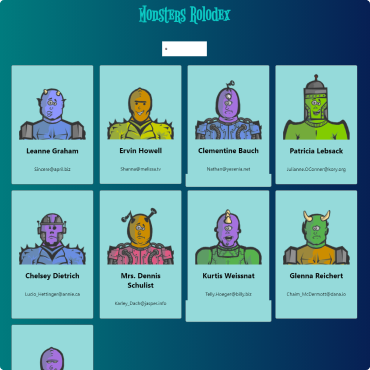 Monsters Rolodex
Leanne Graham
Sincere@april.biz
Ervin Howell
Shanna@melissa.tv
Clementine Bauch
Nathan@yesenia.net
Patricia Lebsack
Julianne.OConner@kory.org
Chelsey Dietrich
Lucio_Hettinger@annie.ca
Mrs. Dennis
Schulist
Karley_Dach@jasper.info
Kurtis Weissnat
Telly.Hoeger@billy.biz
Glenna Reichert
Chaim_McDermott@dana.io